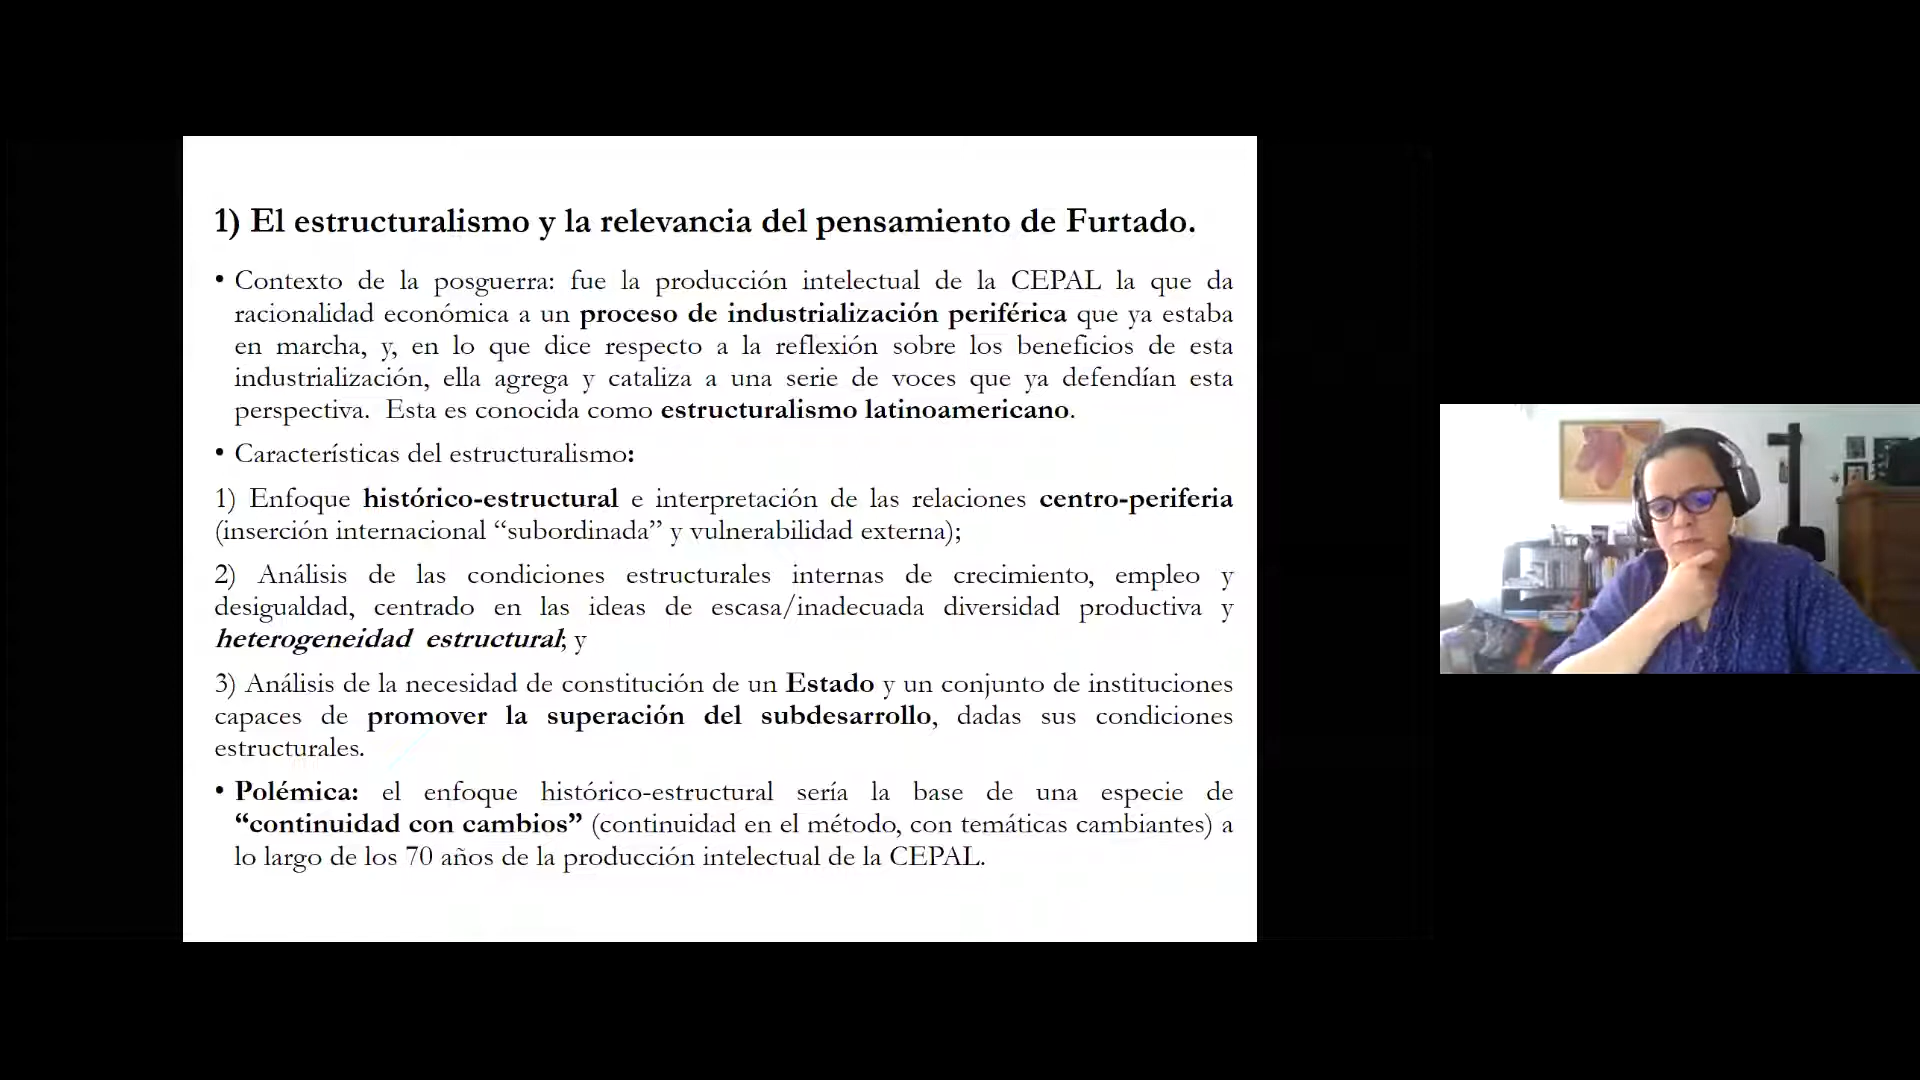 1) El estructuralismo y la relevancia del pensamiento de Furtado.
• Contexto de la posguerra: fue la producción intelectual de la CEPAL la que da
racionalidad económica a un proceso de industrialización periférica que ya estaba
en marcha, y, en lo que dice respecto a la reflexión sobre los beneficios de esta
industrialización, ella agrega y cataliza a una serie de voces que ya defendían esta
perspectiva. Esta es conocida como estructuralismo latinoamericano.
• Características del estructuralismo:
1) Enfoque histórico-estructural e interpretación de las relaciones centro-periferia
(inserción internacional “subordinada” y vulnerabilidad externa);
2) Análisis de las condiciones estructurales internas de crecimiento, empleo y
desigualdad, centrado en las ideas de escasa/inadecuada diversidad productiva y
heterogeneidad estructural; y
3) Análisis de la necesidad de constitución de un Estado y un conjunto de instituciones
capaces de promover la superación del subdesarrollo, dadas sus condiciones
estructurales.
• Polémica: el enfoque histórico-estructural sería la base de una especie de
“continuidad con cambios” (continuidad en el método, con temáticas cambiantes) a
lo largo de los 70 años de la producción intelectual de la CEPAL.